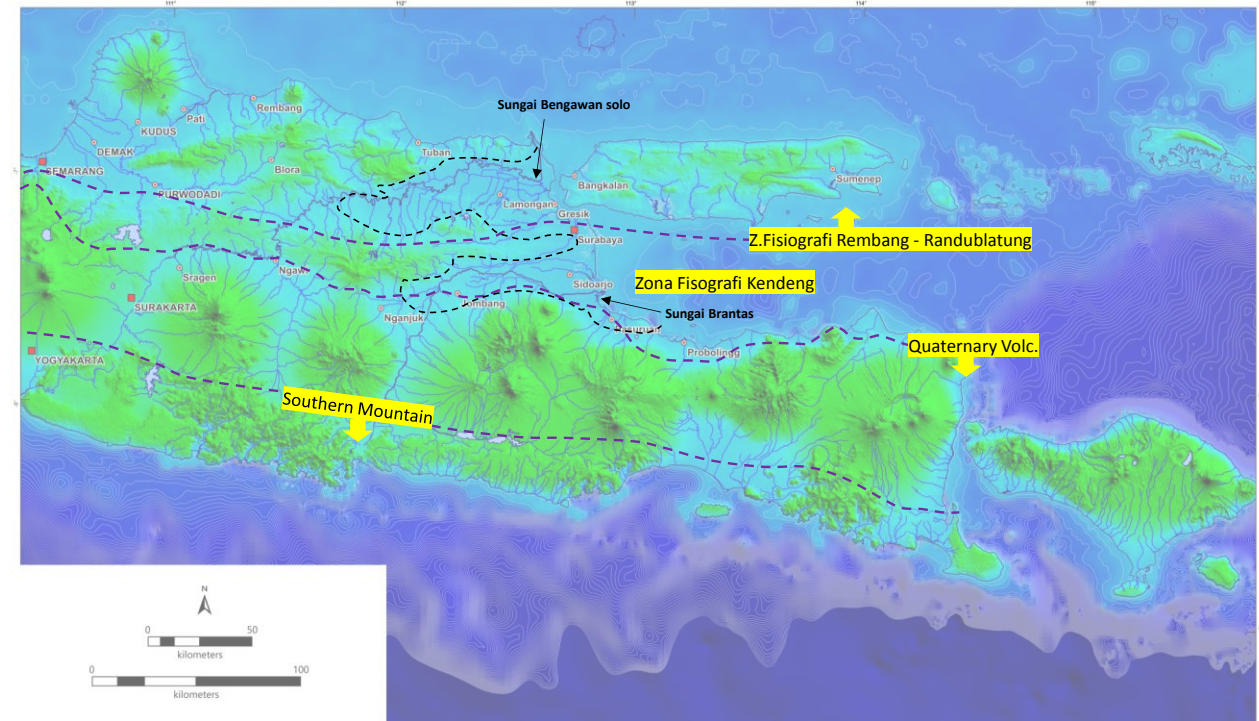 111°
112°
113°
114°
115°
Rembang
Pati
KUDUS
Sungai Bengawan solo
DEMAK
Tuban
SEMARANG
Blora
Sumenep
PURWODADI
Bangkalan
Lamongan
Gresik
Surabaya
Z.Fisiografi Rembang - Randublatung
Sragen
Ngawi
Sidoarjo
Zona Fisografi Kendeng
SURAKARTA
Jombang
Nganjuk
Sungai Brantas
Pasuruan
YOGYAKARTA
Probolingg
Quaternary Volc.
Southern Mountain
N
0 50
kilometers
0 100
kilometers